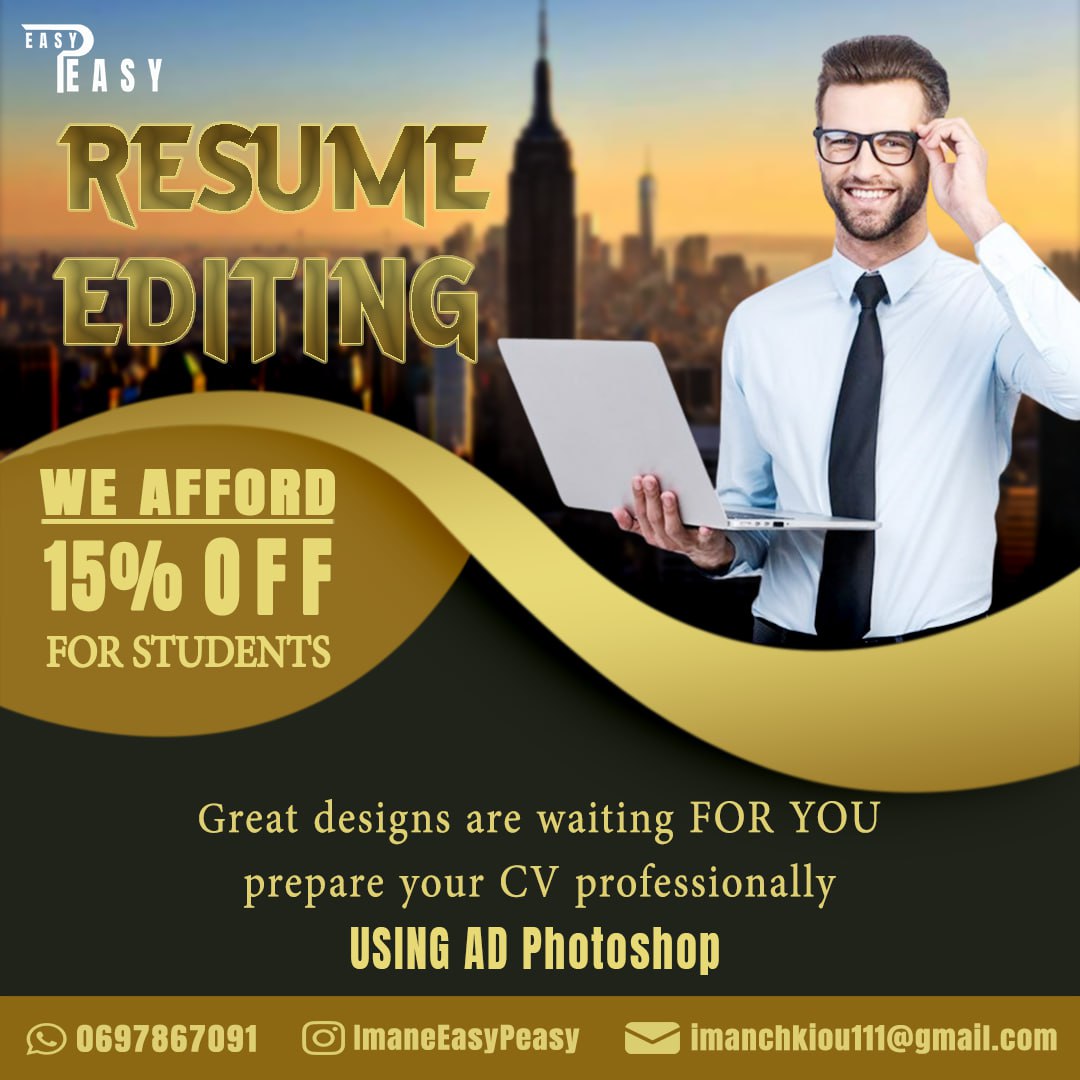 EASY
PEASY
RESUME
EDITING
WE AFFORD
15% OFF
FOR STUDENTS
Great designs are waiting FOR YOU
prepare your CV professionally
USING AD Photoshop
0697867091 ImaneEasyPeasy imanchkiou111@gmail.com